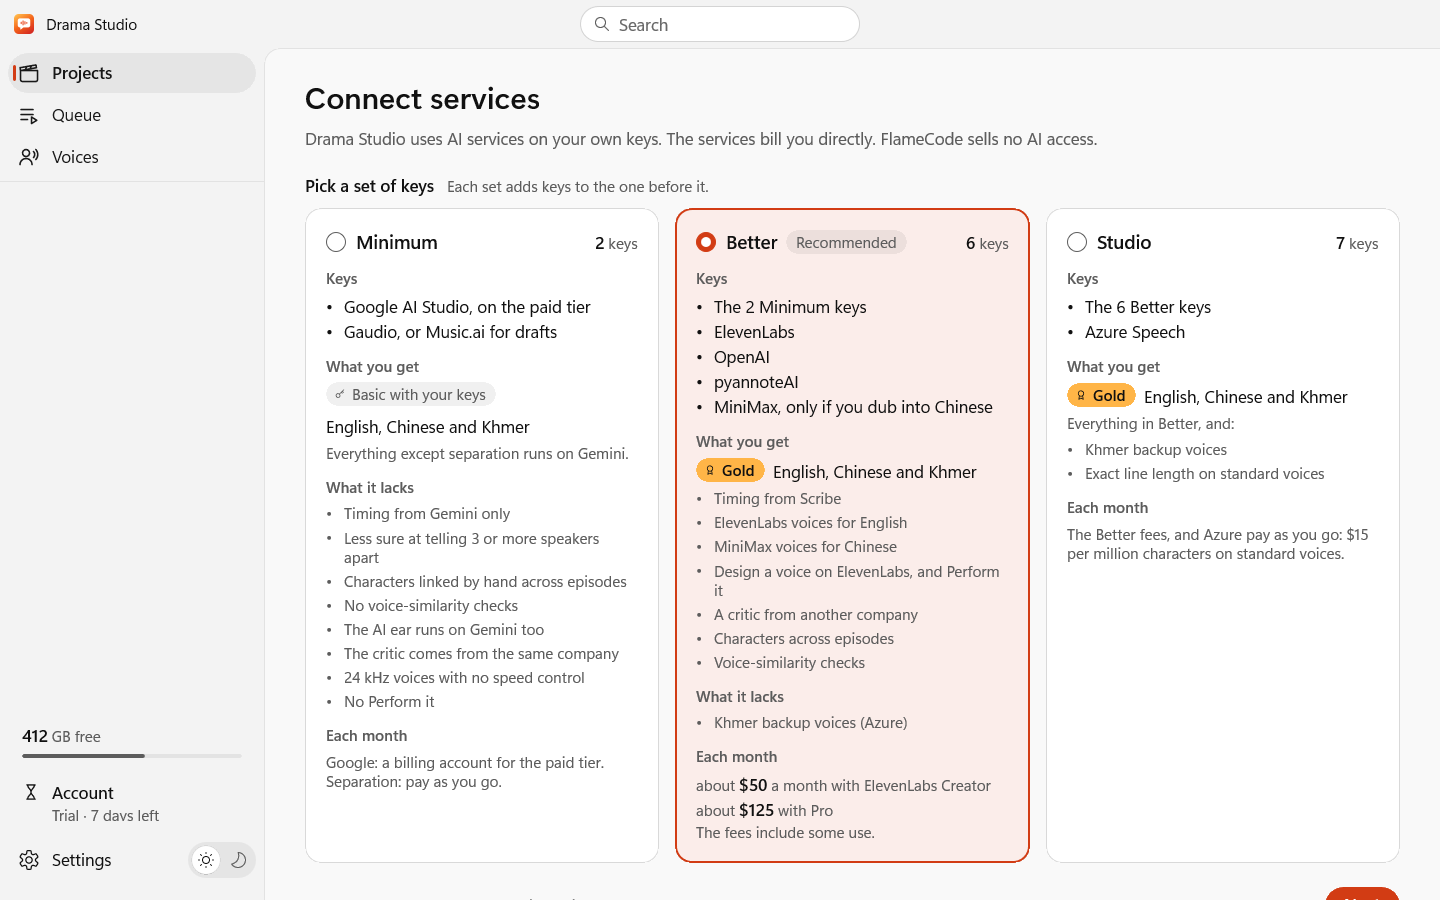 Drama Studio
Search
Projects
Queue
Voices
412 GB free
Account
Trial · 7 days left
Settings
Connect services
Drama Studio uses AI services on your own keys. The services bill you directly. FlameCode sells no AI access.
Pick a set of keys Each set adds keys to the one before it.
Minimum 2 keys
Keys
• Google AI Studio, on the paid tier
• Gaudio, or Music.ai for drafts
What you get
Basic with your keys
English, Chinese and Khmer
Everything except separation runs on Gemini.
What it lacks
• Timing from Gemini only
• Less sure at telling 3 or more speakers
apart
• Characters linked by hand across episodes
• No voice-similarity checks
• The AI ear runs on Gemini too
• The critic comes from the same company
• 24 kHz voices with no speed control
• No Perform it
Each month
Google: a billing account for the paid tier.
Separation: pay as you go.
Better Recommended 6 keys
Keys
• The 2 Minimum keys
• ElevenLabs
• OpenAI
• pyannoteAI
• MiniMax, only if you dub into Chinese
What you get
Gold English, Chinese and Khmer
• Timing from Scribe
• ElevenLabs voices for English
• MiniMax voices for Chinese
• Design a voice on ElevenLabs, and Perform
it
• A critic from another company
• Characters across episodes
• Voice-similarity checks
What it lacks
• Khmer backup voices (Azure)
Each month
about $50 a month with ElevenLabs Creator
about $125 with Pro
The fees include some use.
Studio 7 keys
Keys
• The 6 Better keys
• Azure Speech
What you get
Gold English, Chinese and Khmer
Everything in Better, and:
• Khmer backup voices
• Exact line length on standard voices
Each month
The Better fees, and Azure pay as you go: $15
per million characters on standard voices.